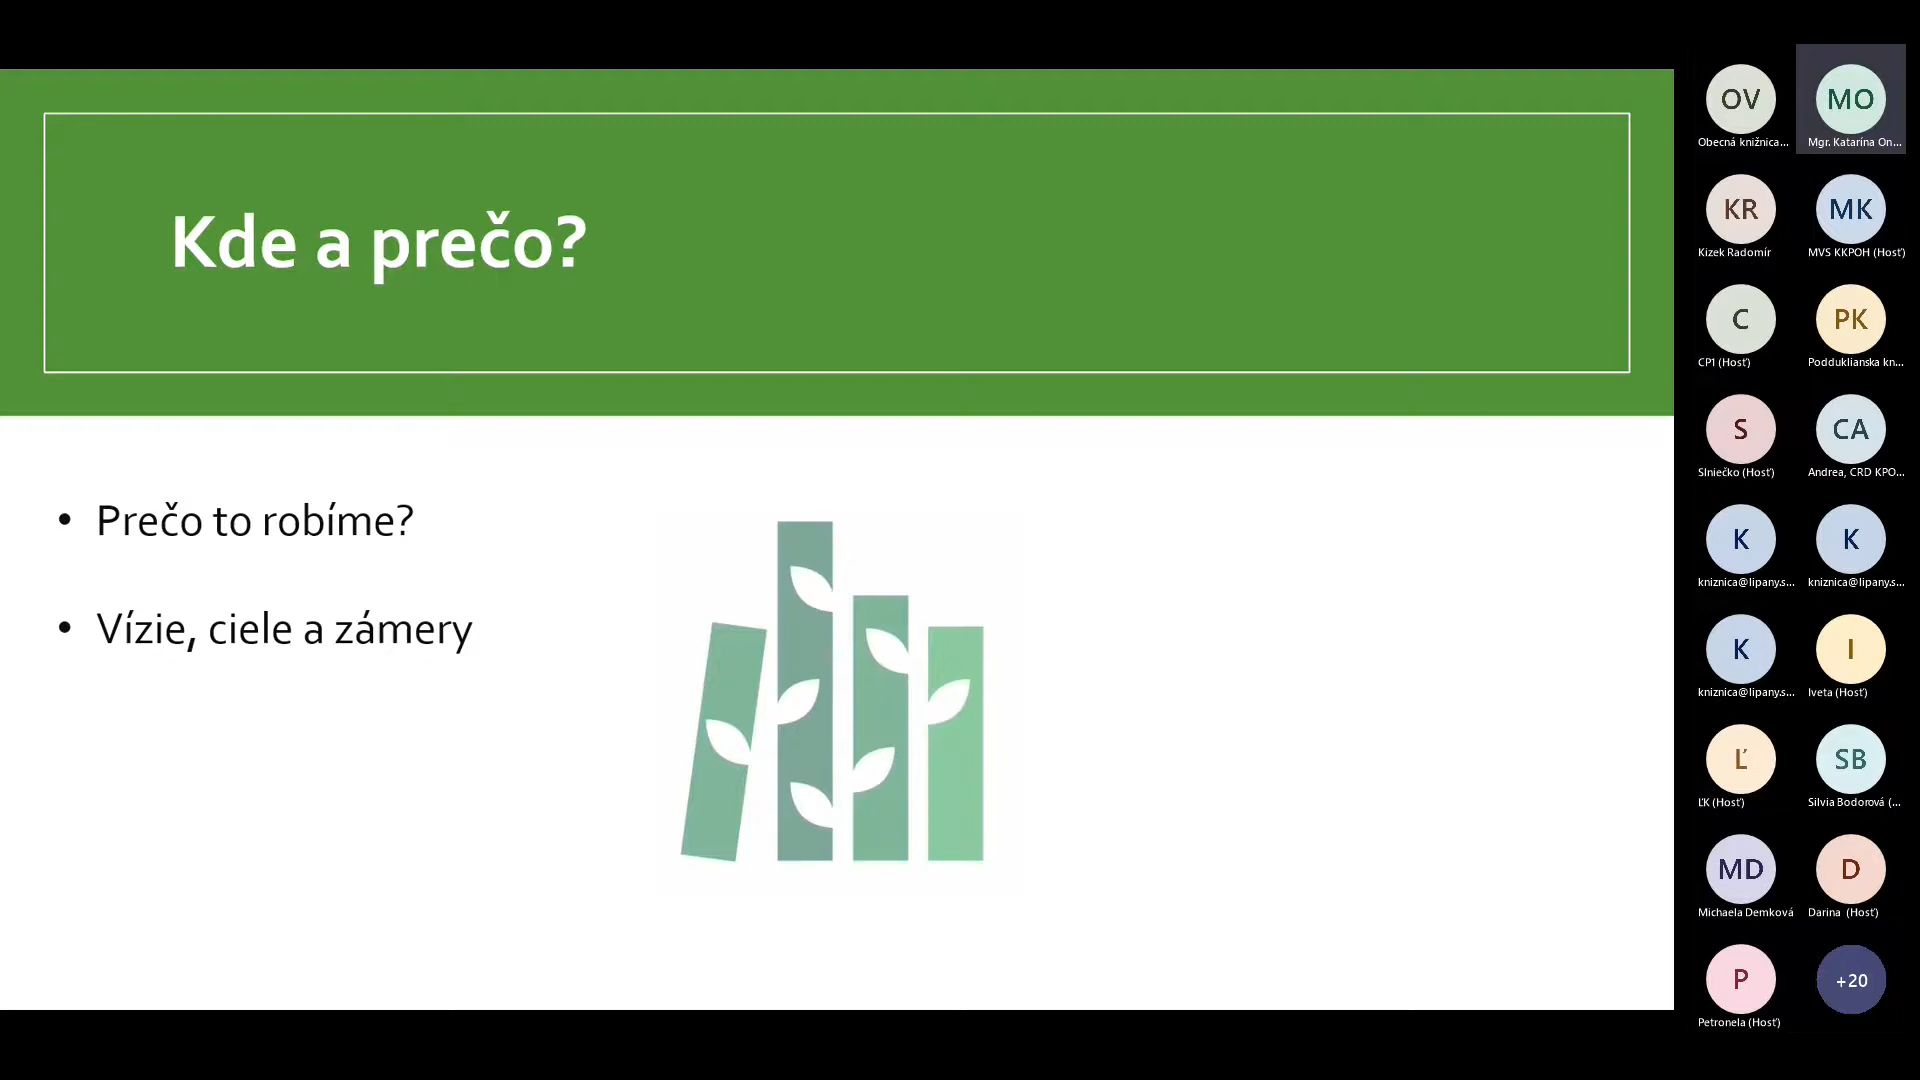 Kde a prečo?
• Prečo to robíme?
• Vízie, ciele a zámery
OV
Obecná knižnica...
MO
Mgr. Katarína On...
KR
Kizek Radomír
MK
MVS KKPOH (Hosť)
C
CP1 (Hosť)
PK
Podduklianska kn...
S
Slniečko (Hosť)
CA
Andrea, CRD KPO...
K
kniznica@lipany.s...
K
kniznica@lipany.s...
K
kniznica@lipany.s...
I
Iveta (Hosť)
Ľ
ĽK (Hosť)
SB
Silvia Bodorová (...
MD
Michaela Demková
D
Darina (Hosť)
P
Petronela (Hosť)
+20